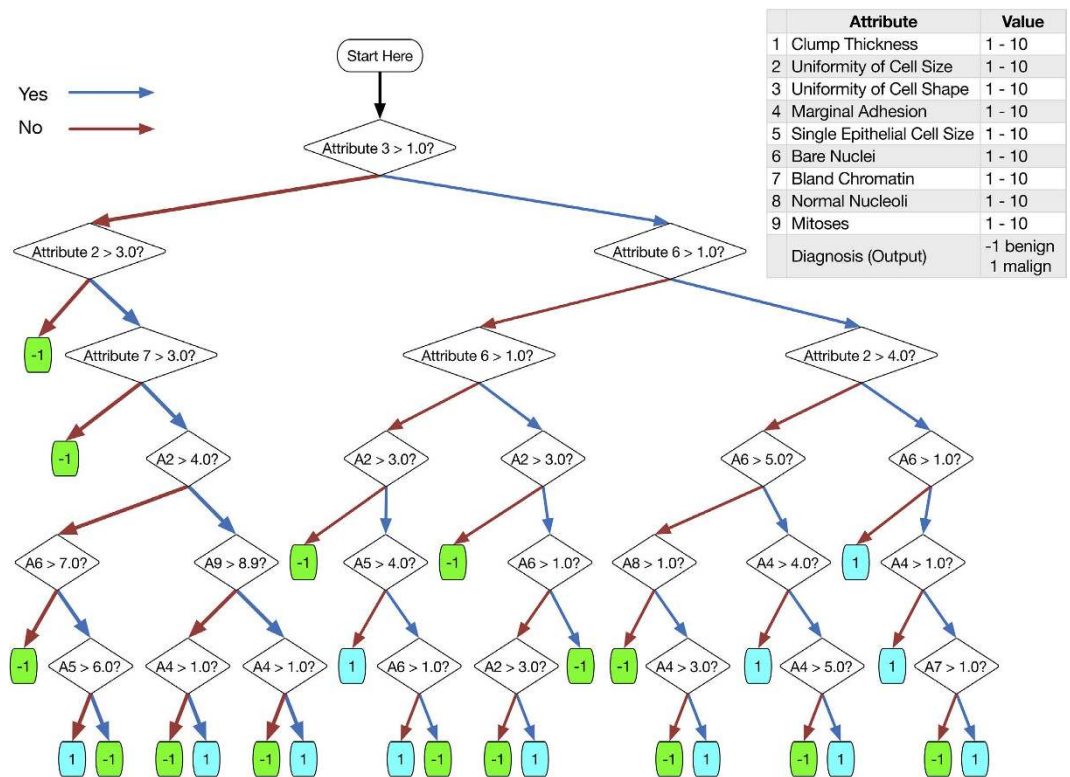 Start Here
Yes
No
Attribute Value
1 Clump Thickness 1 - 10
2 Uniformity of Cell Size 1 - 10
3 Uniformity of Cell Shape 1 - 10
4 Marginal Adhesion 1 - 10
5 Single Epithelial Cell Size 1 - 10
6 Bare Nuclei 1 - 10
7 Bland Chromatin 1 - 10
8 Normal Nucleoli 1 - 10
9 Mitoses 1 - 10
Diagnosis (Output) -1 benign
1 malign
Attribute 3 > 1.0?
Attribute 2 > 3.0? Attribute 6 > 1.0?
-1 Attribute 7 > 3.0? Attribute 6 > 1.0? Attribute 2 > 4.0?
-1 A2 > 4.0? A2 > 3.0? A2 > 3.0? A6 > 5.0? A6 > 1.0?
A6 > 7.0? A9 > 8.9? -1 A5 > 4.0? -1 A6 > 1.0? A8 > 1.0? A4 > 4.0? 1 A4 > 1.0?
-1 A5 > 6.0? A4 > 1.0? A4 > 1.0? 1 A6 > 1.0? A2 > 3.0? -1 -1 A4 > 3.0? 1 A4 > 5.0? 1 A7 > 1.0?
1 -1 -1 1 -1 1 1 -1 -1 1 -1 1 -1 1 -1 1